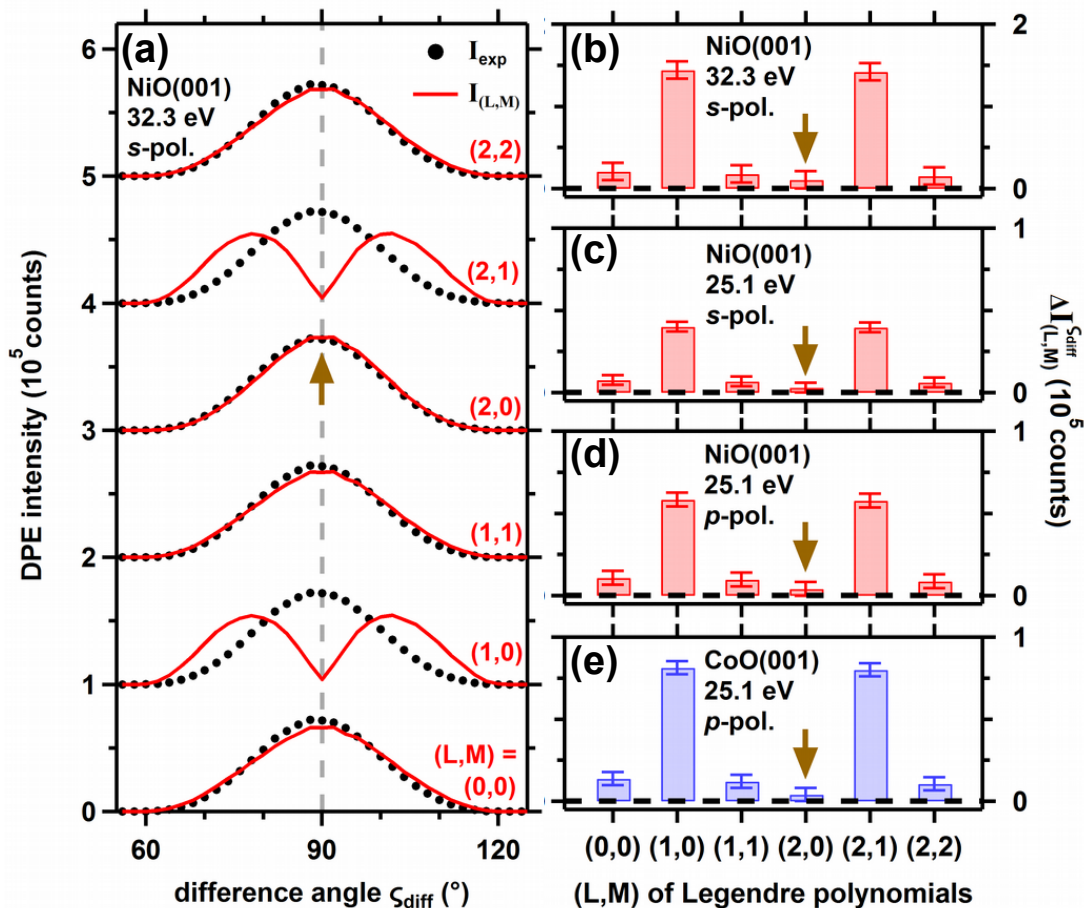 (a)
NiO(001)
32.3 eV
s-pol.
I_exp
I_(L,M)
(2,2)
(2,1)
(2,0)
(1,1)
(1,0)
(L,M) =
(0,0)
6
5
4
3
2
1
0
DPE intensity (10^5 counts)
60
90
120
difference angle ς_diff (°)
(b)
NiO(001)
32.3 eV
s-pol.
2
0
(c)
NiO(001)
25.1 eV
s-pol.
1
0
(d)
NiO(001)
25.1 eV
p-pol.
1
0
(e)
CoO(001)
25.1 eV
p-pol.
1
0
ΔI_(L,M)^ς_diff (10^5 counts)
(0,0) (1,0) (1,1) (2,0) (2,1) (2,2)
(L,M) of Legendre polynomials